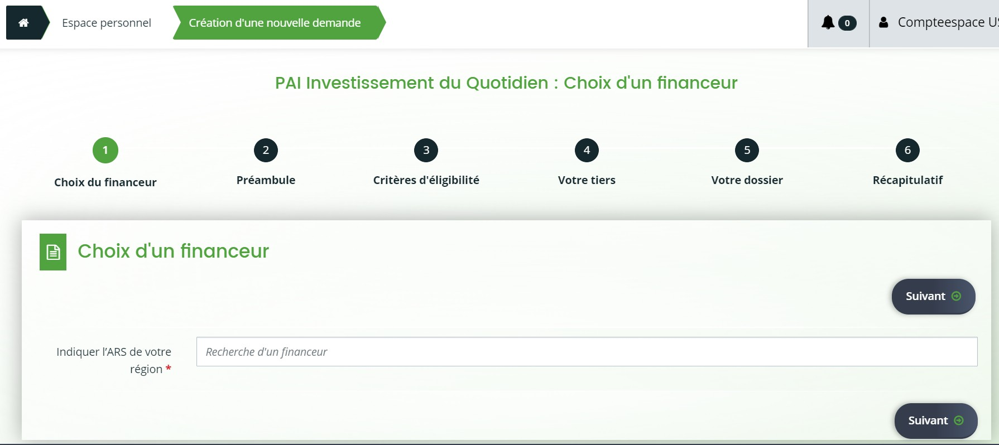 Espace personnel
Création d'une nouvelle demande
0
Compteespace
PAI Investissement du Quotidien : Choix d'un financeur
1
2
3
4
5
6
Choix du financeur
Préambule
Critères d'éligibilité
Votre tiers
Votre dossier
Récapitulatif
Choix d'un financeur
Suivant
Indiquer l’ARS de votre
région *
Recherche d'un financeur
Suivant